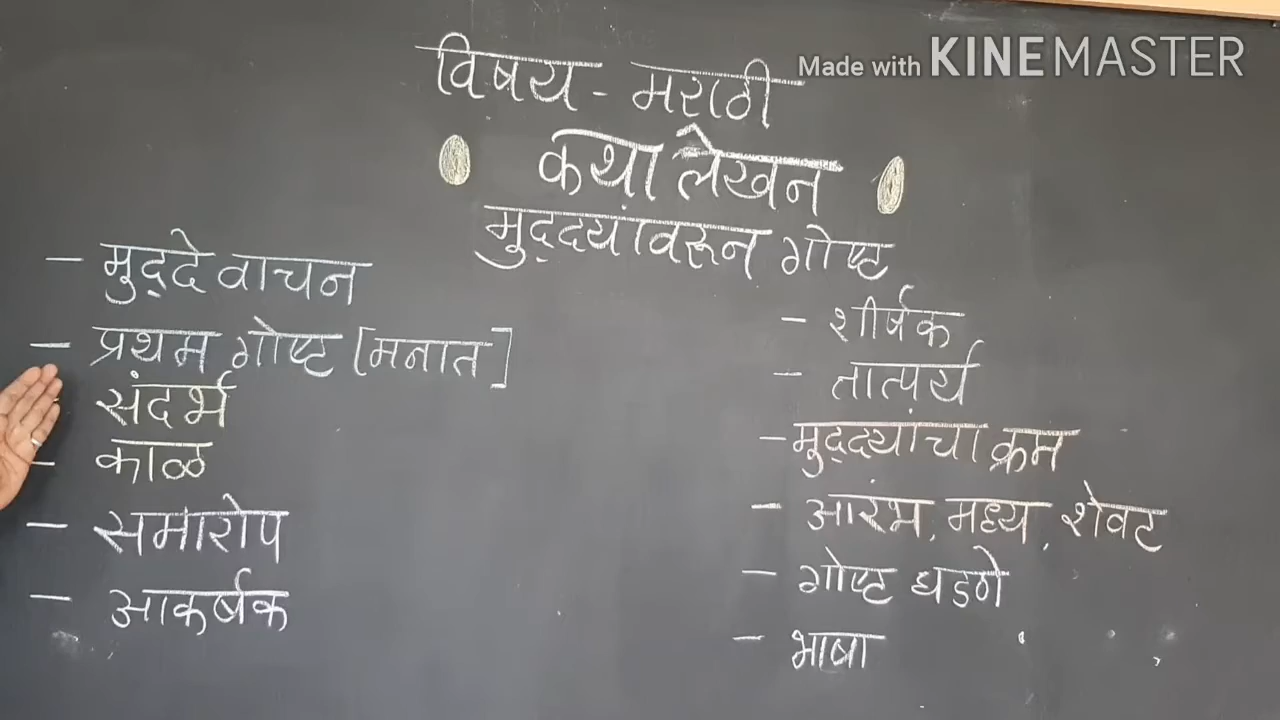 Made with KINEMASTER
विषय - मराठी
कथा लेखन
मुद्द्यांवरून गोष्ट
- मुद्दे वाचन
- प्रथम गोष्ट [मनात]
संदर्भ
- काळ
- समारोप
- आकर्षक
- शीर्षक
- तात्पर्य
- मुद्द्यांचा क्रम
- आरंभ, मध्य, शेवट
- गोष्ट घडणे
- भाषा